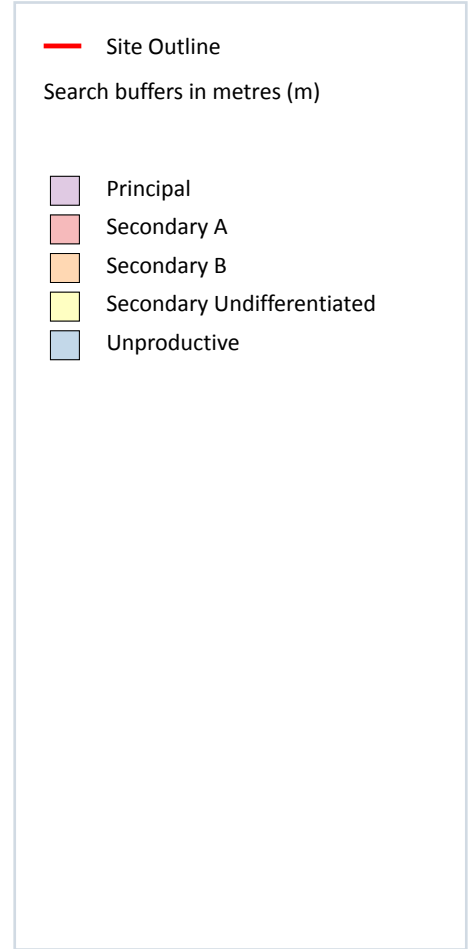 Site Outline
Search buffers in metres (m)
Principal
Secondary A
Secondary B
Secondary Undifferentiated
Unproductive